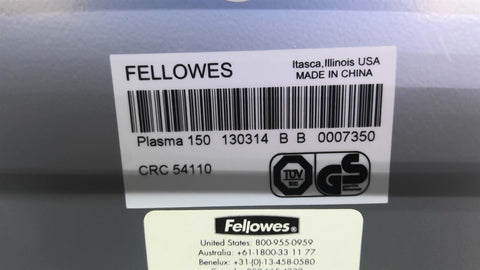 FELLOWES
Itasca,Illinois USA
MADE IN CHINA
Plasma 150 130314 B B 0007350
CRC 54110
TÜV
GS
Fellowes®
United States: 800-955-0959
Australia: +61-1800-33 11 77
Benelux: +31-(0)-13-458-0580